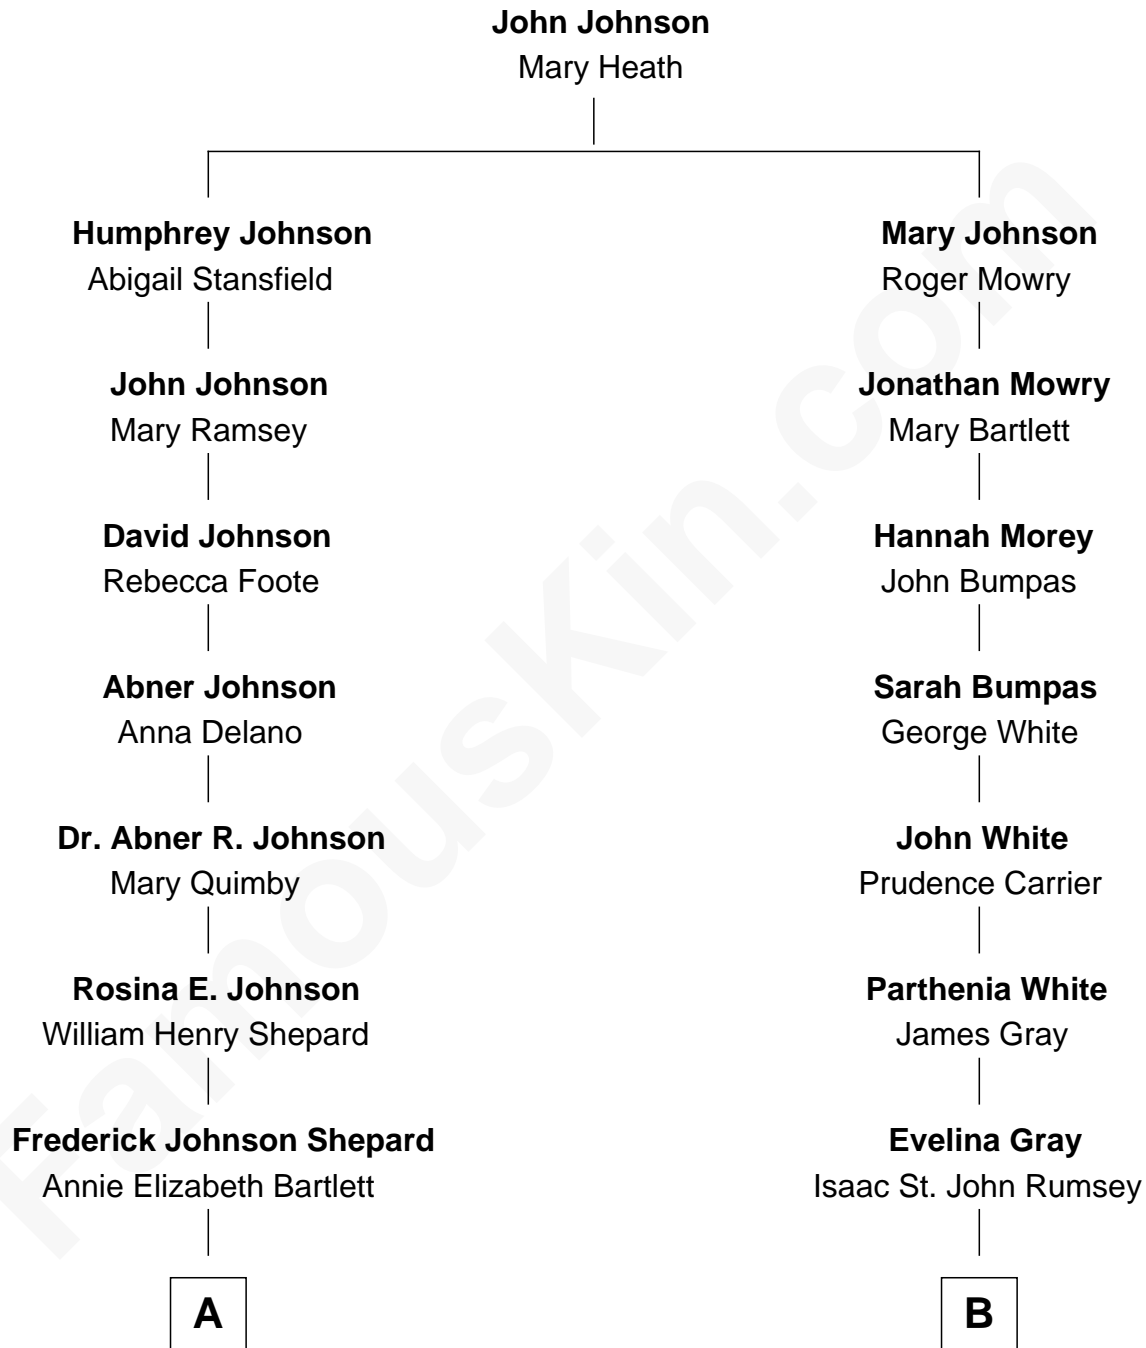 John Johnson
Mary Heath
Humphrey Johnson
Abigail Stansfield
Mary Johnson
Roger Mowry
John Johnson
Mary Ramsey
Jonathan Mowry
Mary Bartlett
David Johnson
Rebecca Foote
Hannah Morey
John Bumpas
Abner Johnson
Anna Delano
Sarah Bumpas
George White
Dr. Abner R. Johnson
Mary Quimby
John White
Prudence Carrier
Rosina E. Johnson
William Henry Shepard
Parthenia White
James Gray
Frederick Johnson Shepard
Annie Elizabeth Bartlett
Evelina Gray
Isaac St. John Rumsey
A
B
FamousKin.com